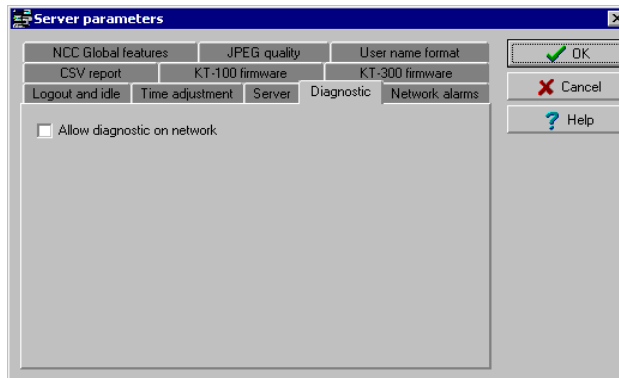 Server parameters
NCC Global features JPEG quality User name format
CSV report KT-100 firmware KT-300 firmware
Logout and idle Time adjustment Server Diagnostic Network alarms
Allow diagnostic on network
OK
Cancel
Help